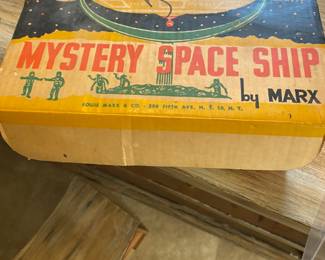 MYSTERY SPACE SHIP
by MARX
LOUIS MARX & CO. - 200 FIFTH AVE. N. Y. 10, N. Y.